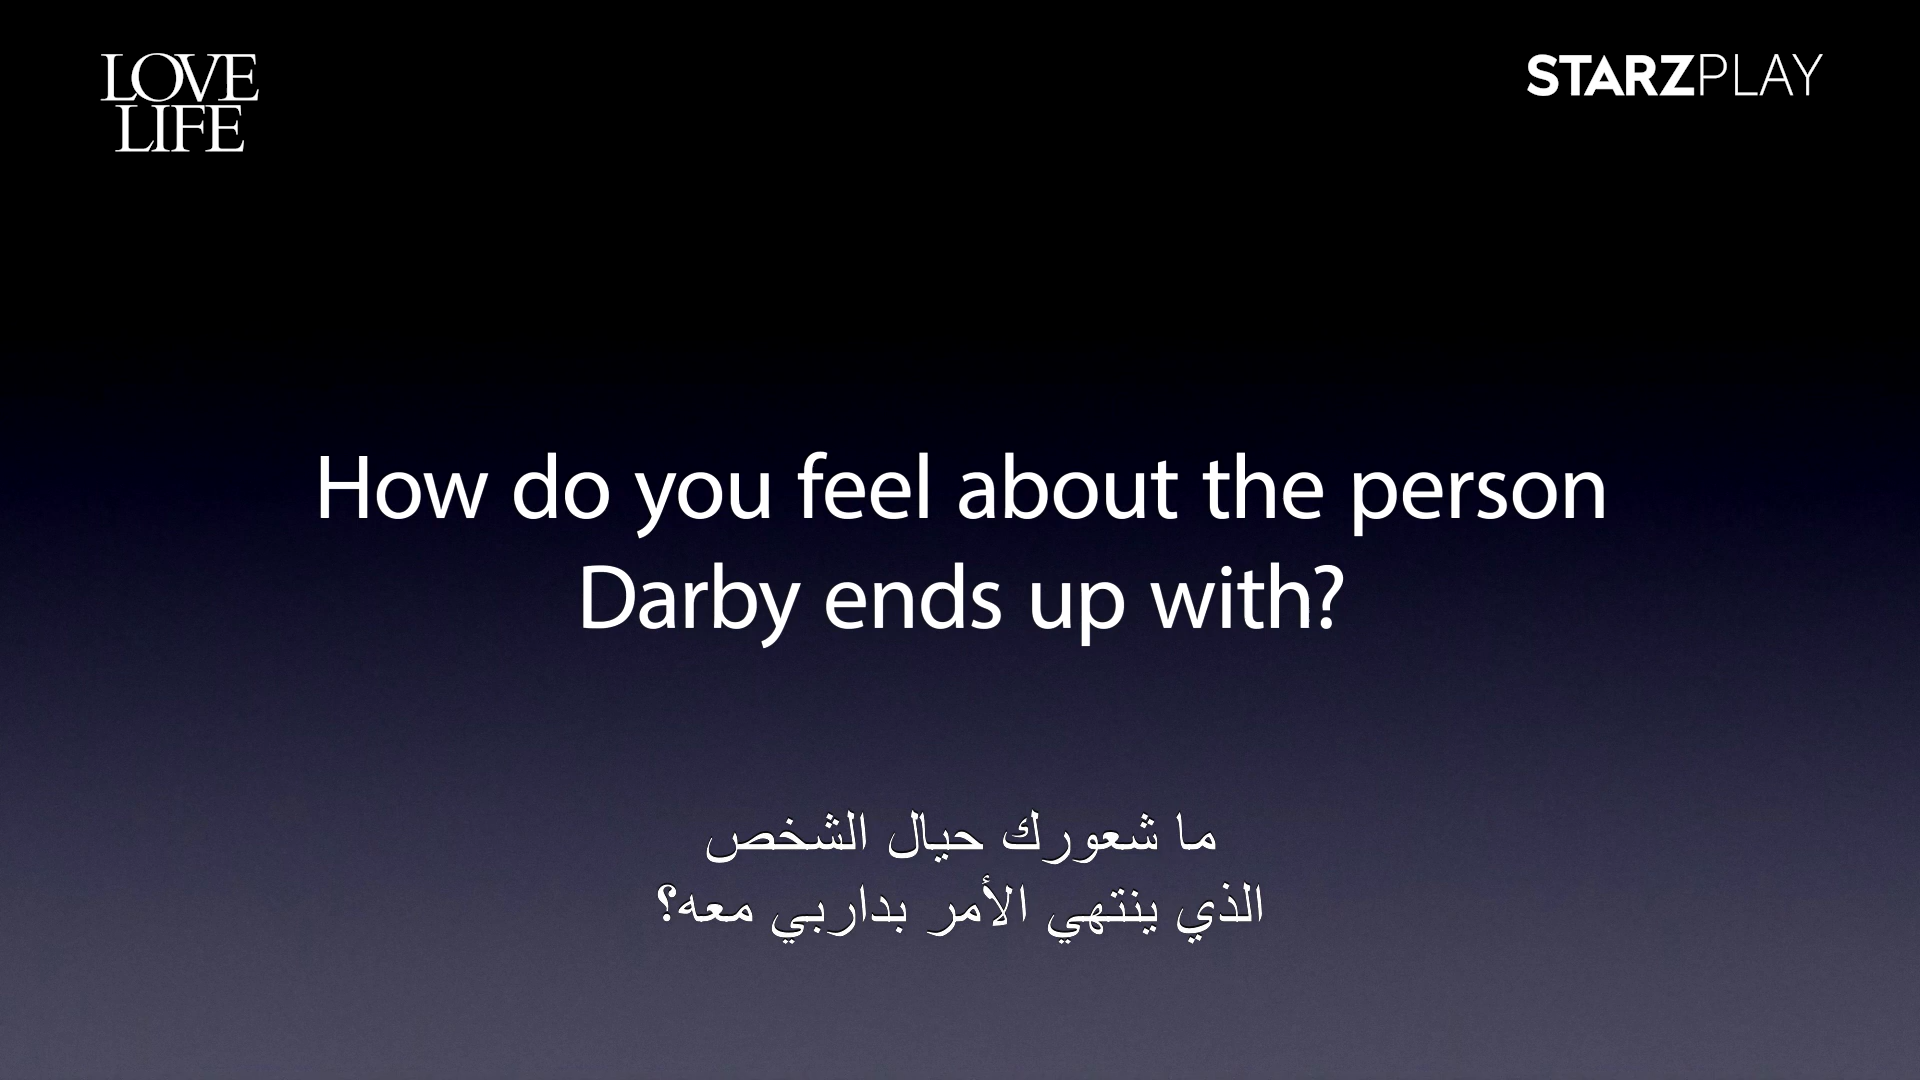 LOVE
LIFE
STARZPLAY
How do you feel about the person
Darby ends up with?
ما شعورك حيال الشخص
الذي ينتهي الأمر بداربي معه؟